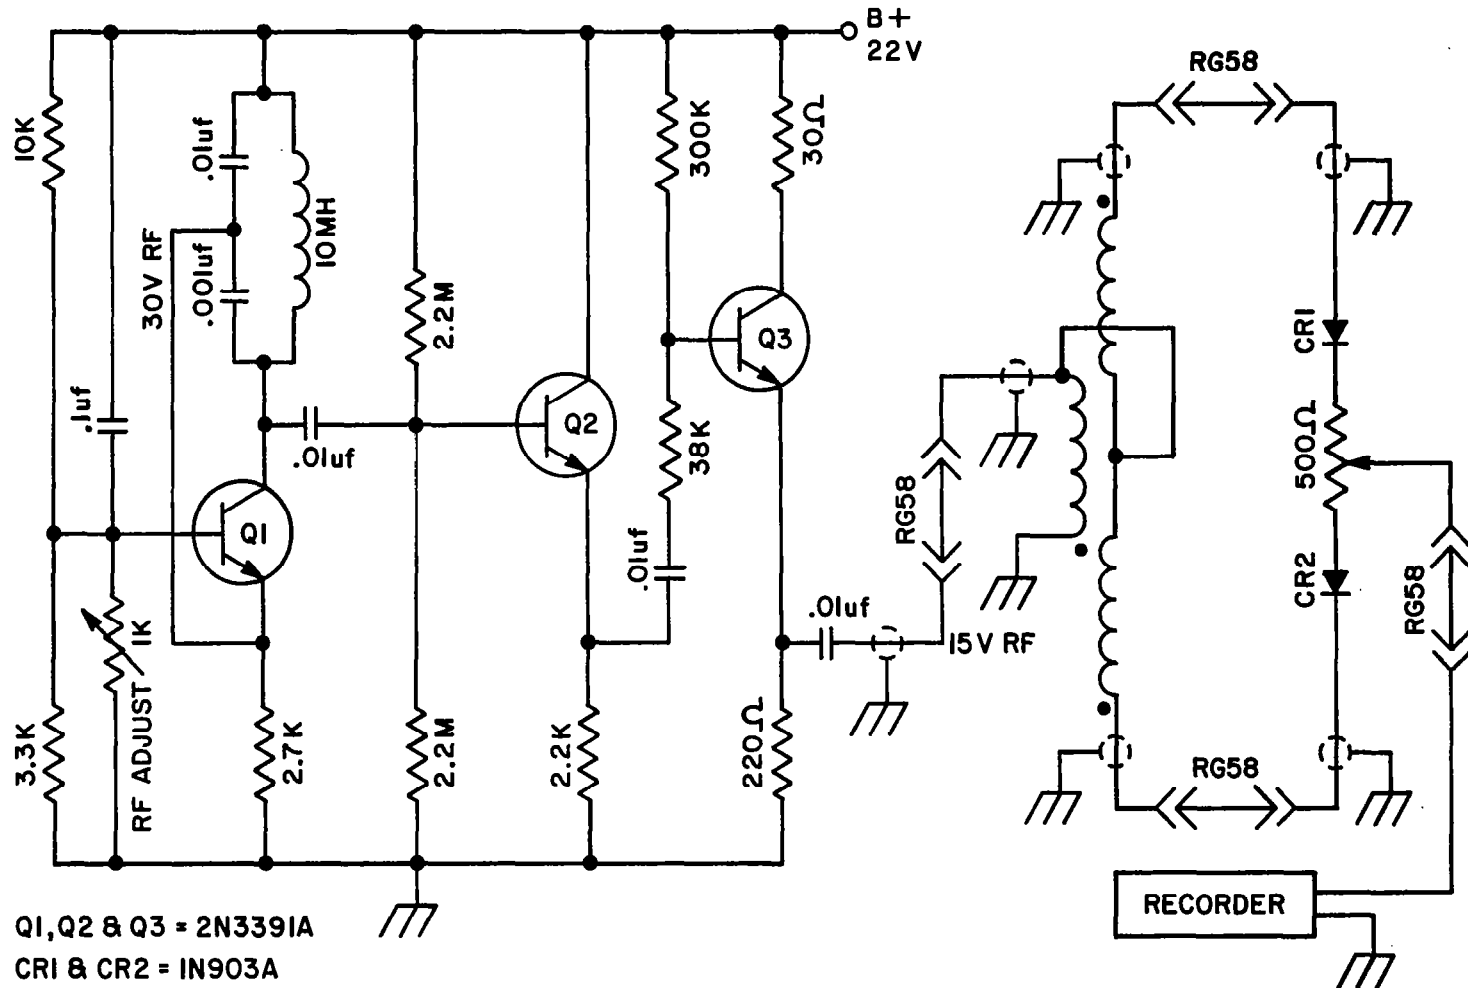 B+
22V
RG58
10K
.01uf
10MH
300K
30Ω
30V RF
.001uf
2.2M
Q3
CR1
.1uf
.01uf
Q2
38K
500Ω
RG58
Q1
.01uf
CR2
RG58
1K
RF ADJUST
.01uf
15V RF
3.3K
2.7K
2.2M
2.2K
220Ω
RG58
RECORDER
Q1, Q2 & Q3 = 2N3391A
CR1 & CR2 = 1N903A